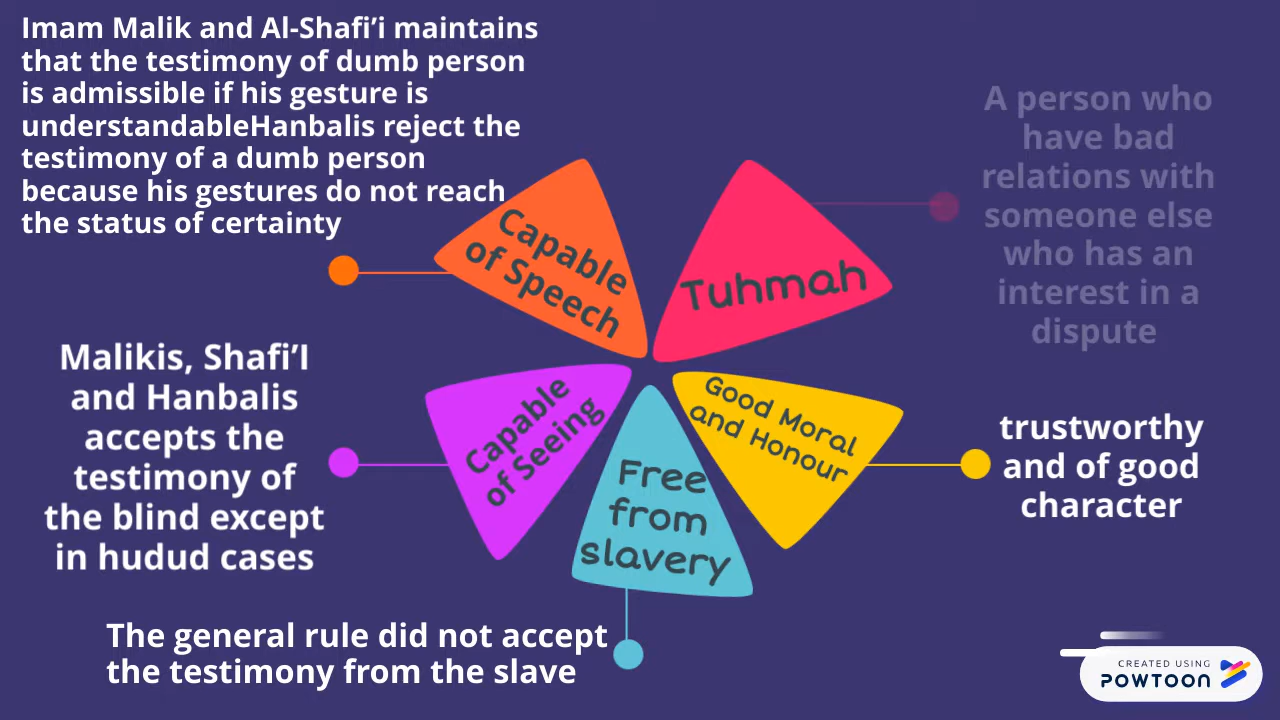 Imam Malik and Al-Shafi’i maintains
that the testimony of dumb person
is admissible if his gesture is
understandableHanbalis reject the
testimony of a dumb person
because his gestures do not reach
the status of certainty
A person who
have bad
relations with
someone else
who has an
interest in a
dispute
Capable
of Speech
Tuhmah
Malikis, Shafi’I
and Hanbalis
accepts the
testimony of
the blind except
in hudud cases
Capable
of Seeing
Good Moral
and Honour
trustworthy
and of good
character
Free
from
slavery
The general rule did not accept
the testimony from the slave
CREATED USING
POWTOON